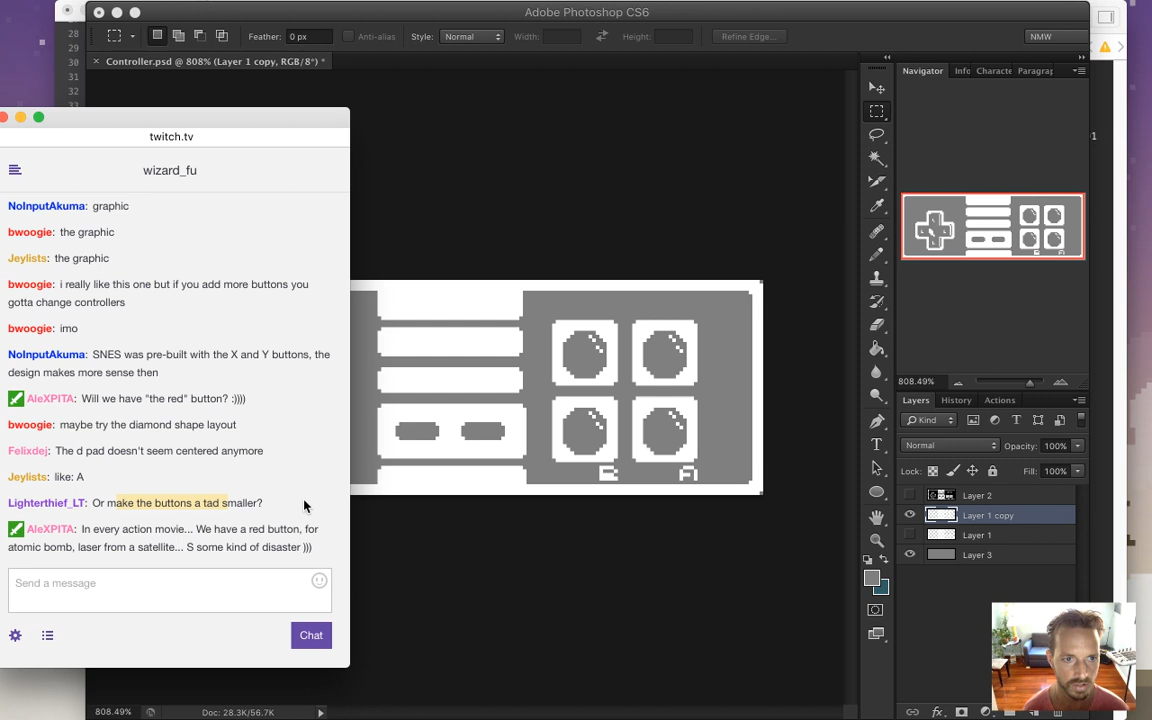 Adobe Photoshop CS6
Feather: 0 px Anti-alias Style: Normal Width: Height: Refine Edge... NMW
Controller.psd @ 808% (Layer 1 copy, RGB/8*) *
28
29
30
31
32
twitch.tv
wizard_fu
NoInputAkuma: graphic
bwoogie: the graphic
Jeylists: the graphic
bwoogie: i really like this one but if you add more buttons you
gotta change controllers
bwoogie: imo
NoInputAkuma: SNES was pre-built with the X and Y buttons, the
design makes more sense then
AleXPITA: Will we have "the red" button? :))))
bwoogie: maybe try the diamond shape layout
Felixdej: The d pad doesn't seem centered anymore
Jeylists: like: A
Lighterthief_LT: Or make the buttons a tad smaller?
AleXPITA: In every action movie... We have a red button, for
atomic bomb, laser from a satellite... S some kind of disaster )))
Send a message
Chat
B A
Navigator Info Characte Paragrap
808.49%
Layers History Actions
Kind
Normal Opacity: 100%
Lock: Fill: 100%
Layer 2
Layer 1 copy
Layer 1
Layer 3
808.49% Doc: 28.3K/56.7K